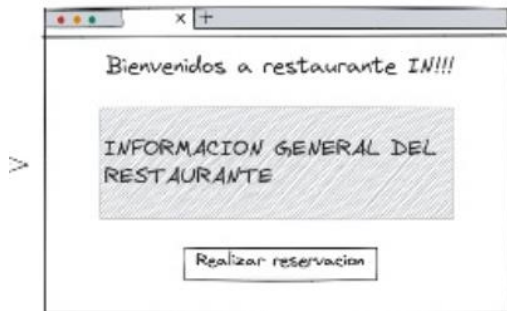 Bienvenidos a restaurante IN!!!
INFORMACION GENERAL DEL
RESTAURANTE
Realizar reservacion